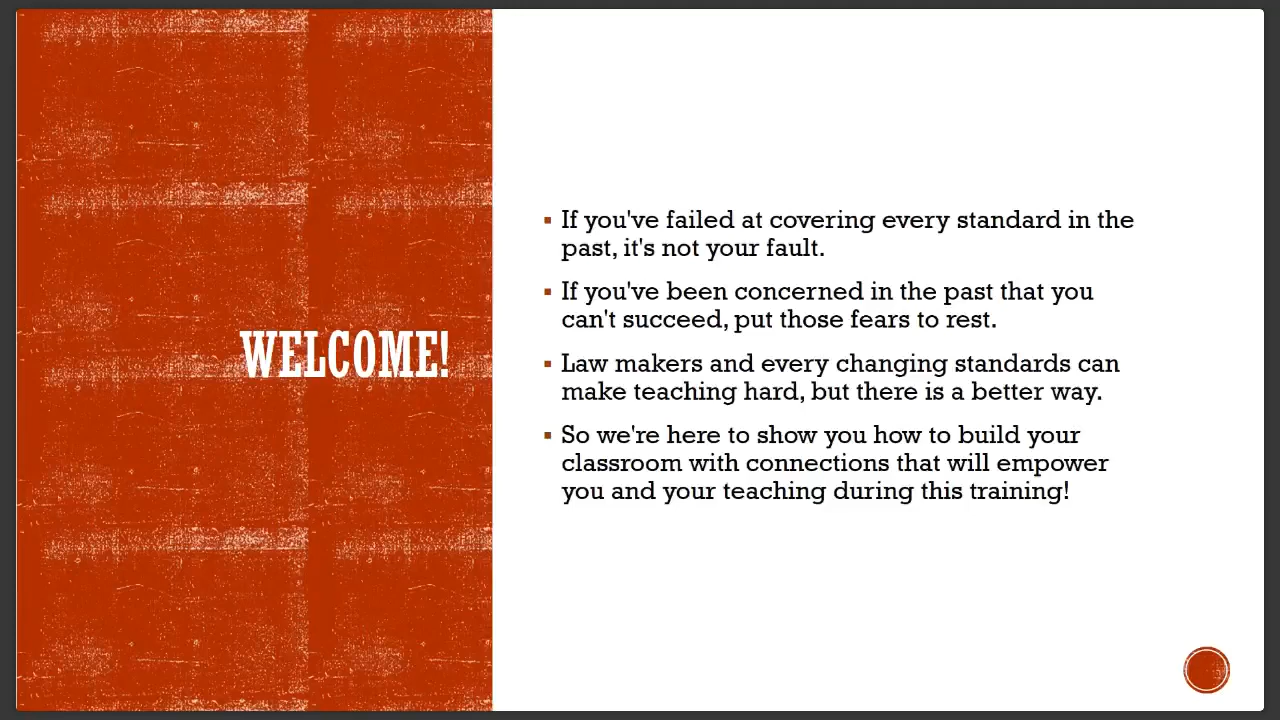 WELCOME!
If you've failed at covering every standard in the
past, it's not your fault.
If you've been concerned in the past that you
can't succeed, put those fears to rest.
Law makers and every changing standards can
make teaching hard, but there is a better way.
So we're here to show you how to build your
classroom with connections that will empower
you and your teaching during this training!